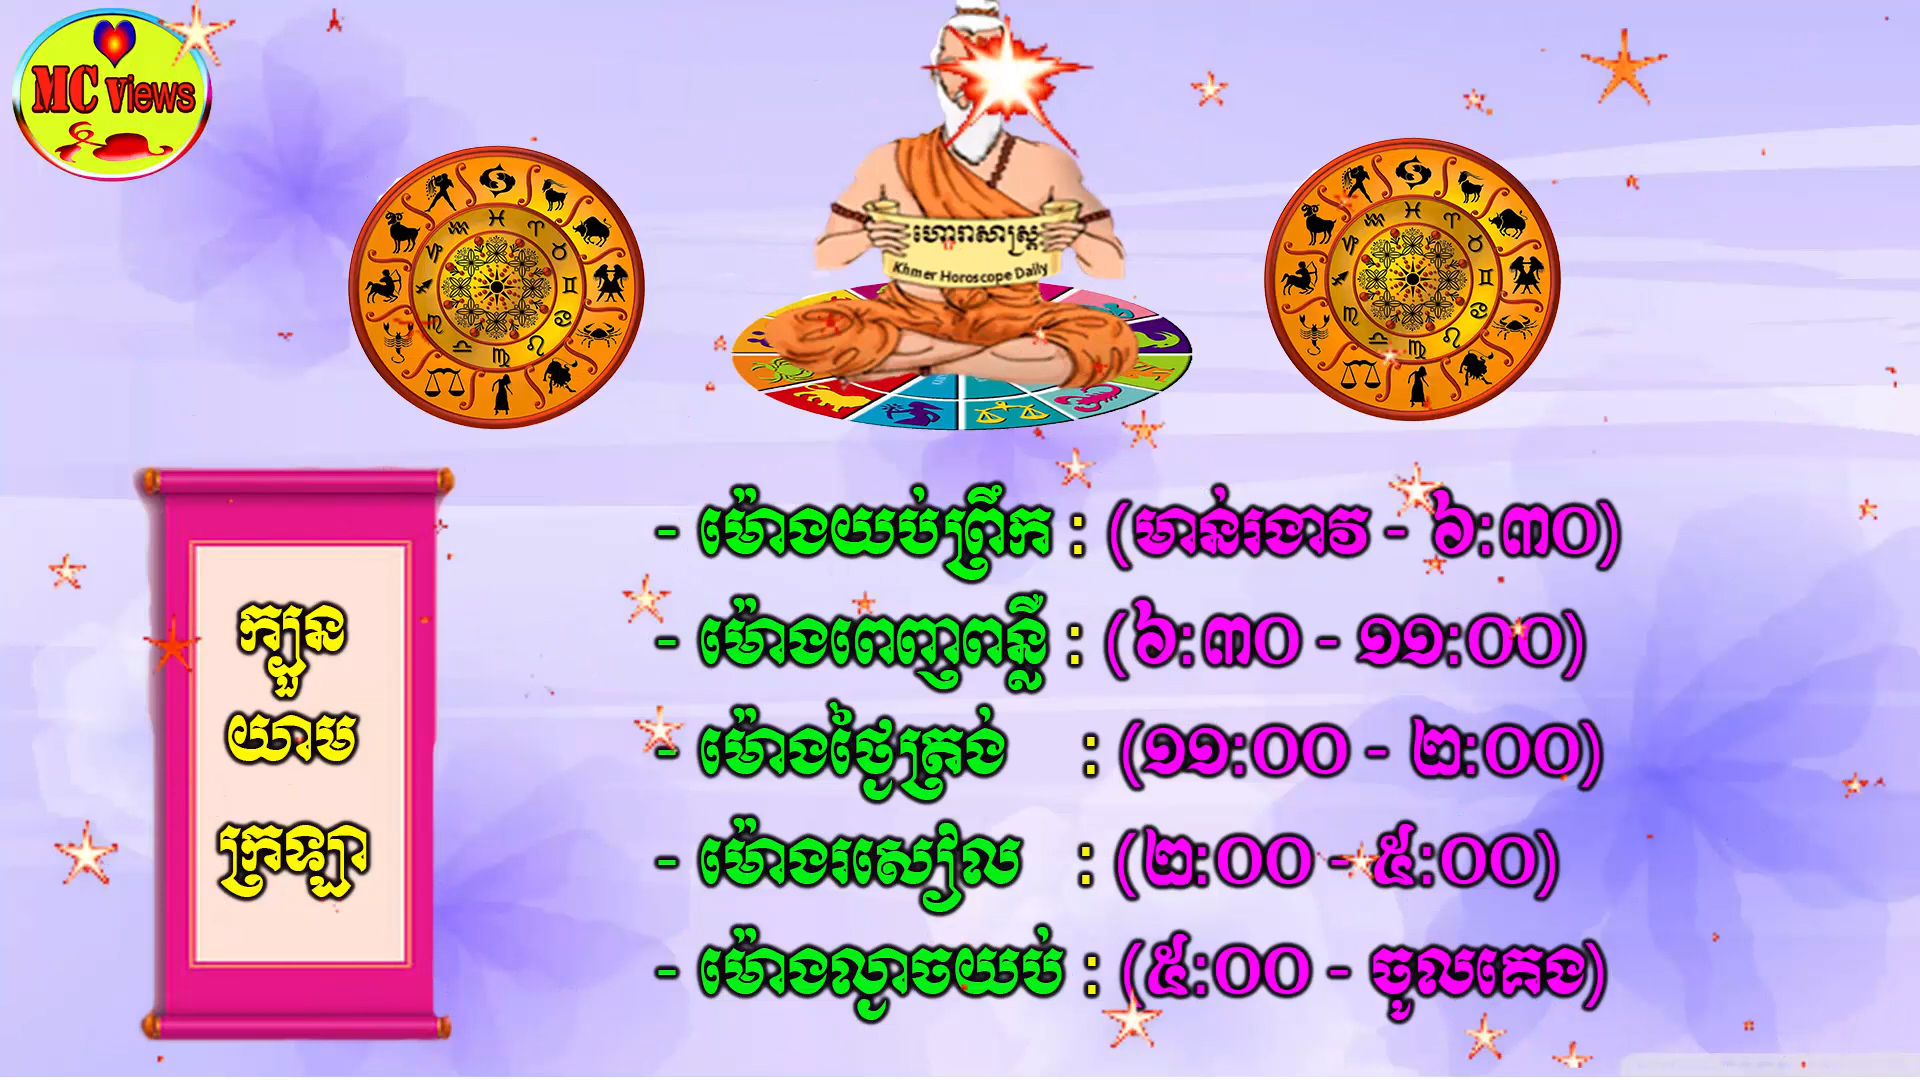 MC Views
ហោរាសាស្ត្រ
Khmer Horoscope Daily
ក្បួន
យាម
ក្រឡា
- ម៉ោងយប់ព្រឹក : (មាន់រងាវ - ៦:៣០)
- ម៉ោងពេញពន្លឺ : (៦:៣០ - ១១:០០)
- ម៉ោងថ្ងៃត្រង់ : (១១:០០ - ២:០០)
- ម៉ោងរសៀល : (២:០០ - ៥:០០)
- ម៉ោងល្ងាចយប់ : (៥:០០ - ចូលគេង)